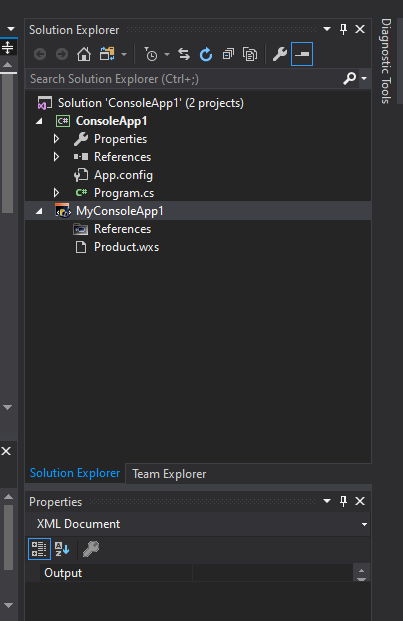 Solution Explorer
Search Solution Explorer (Ctrl+;)
Solution 'ConsoleApp1' (2 projects)
C# ConsoleApp1
Properties
References
App.config
C# Program.cs
MyConsoleApp1
References
Product.wxs
Solution Explorer Team Explorer
Properties
XML Document
Output
Diagnostic Tools